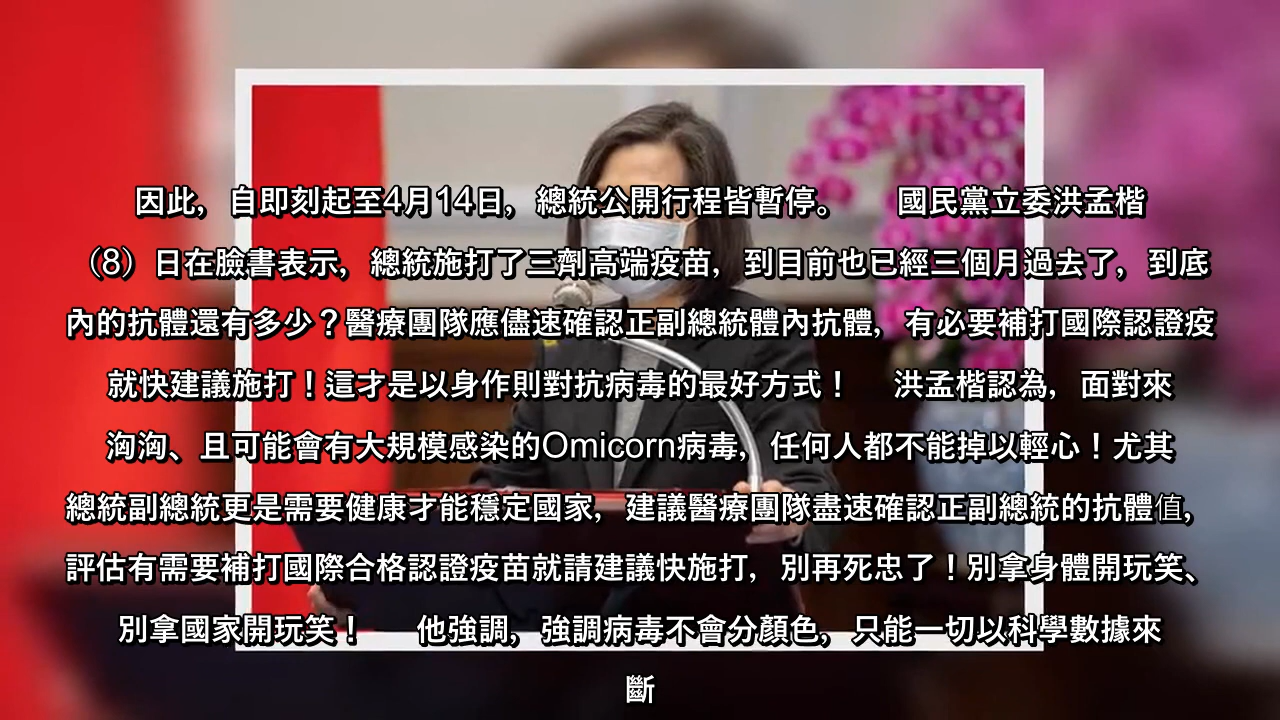 因此，自即刻起至4月14日，總統公開行程皆暫停。　　國民黨立委洪孟楷
（8）日在臉書表示，總統施打了三劑高端疫苗，到目前也已經三個月過去了，到底
內的抗體還有多少？醫療團隊應儘速確認正副總統體內抗體，有必要補打國際認證疫
就快建議施打！這才是以身作則對抗病毒的最好方式！　　洪孟楷認為，面對來
洶洶、且可能會有大規模感染的Omicorn病毒，任何人都不能掉以輕心！尤其
總統副總統更是需要健康才能穩定國家，建議醫療團隊盡速確認正副總統的抗體值，
評估有需要補打國際合格認證疫苗就請建議快施打，別再死忠了！別拿身體開玩笑、
別拿國家開玩笑！　　他強調，強調病毒不會分顏色，只能一切以科學數據來
斷